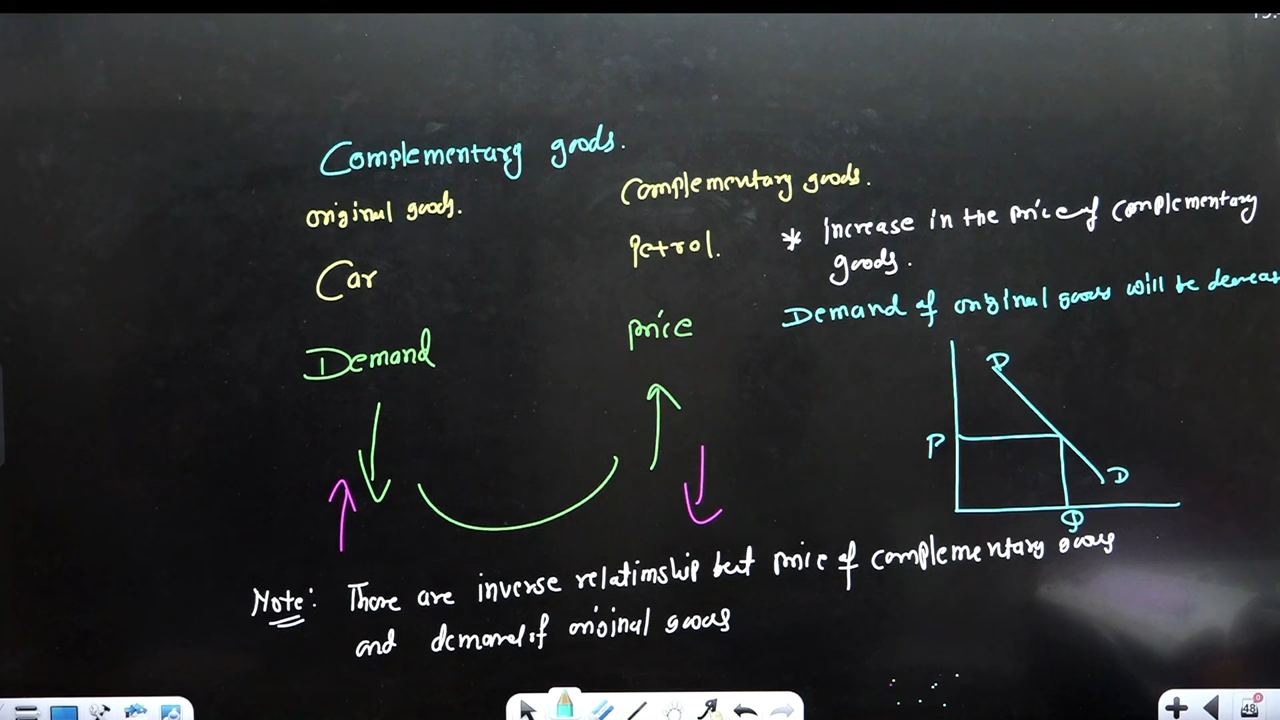 Complementary goods.
original goods.
Complementary goods.
Car
Petrol.
Demand
price
* Increase in the price of complementary
goods.
Demand of original goods will be
D
P
D
Q
Note: There are inverse relationship bet price of complementary goods
and demand of original goods
48